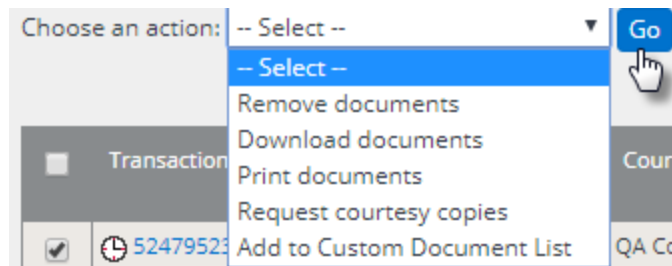 Choose an action: -- Select -- Go
-- Select --
Remove documents
Download documents
Transaction Print documents
Request courtesy copies
52479523 Add to Custom Document List QA